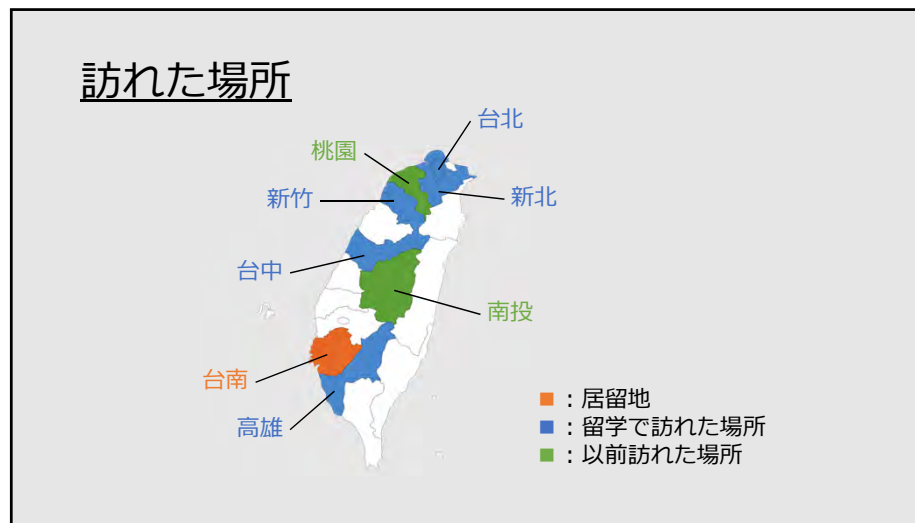 訪れた場所
台北
桃園
新竹
新北
台中
南投
台南
高雄
■：居留地
■：留学で訪れた場所
■：以前訪れた場所